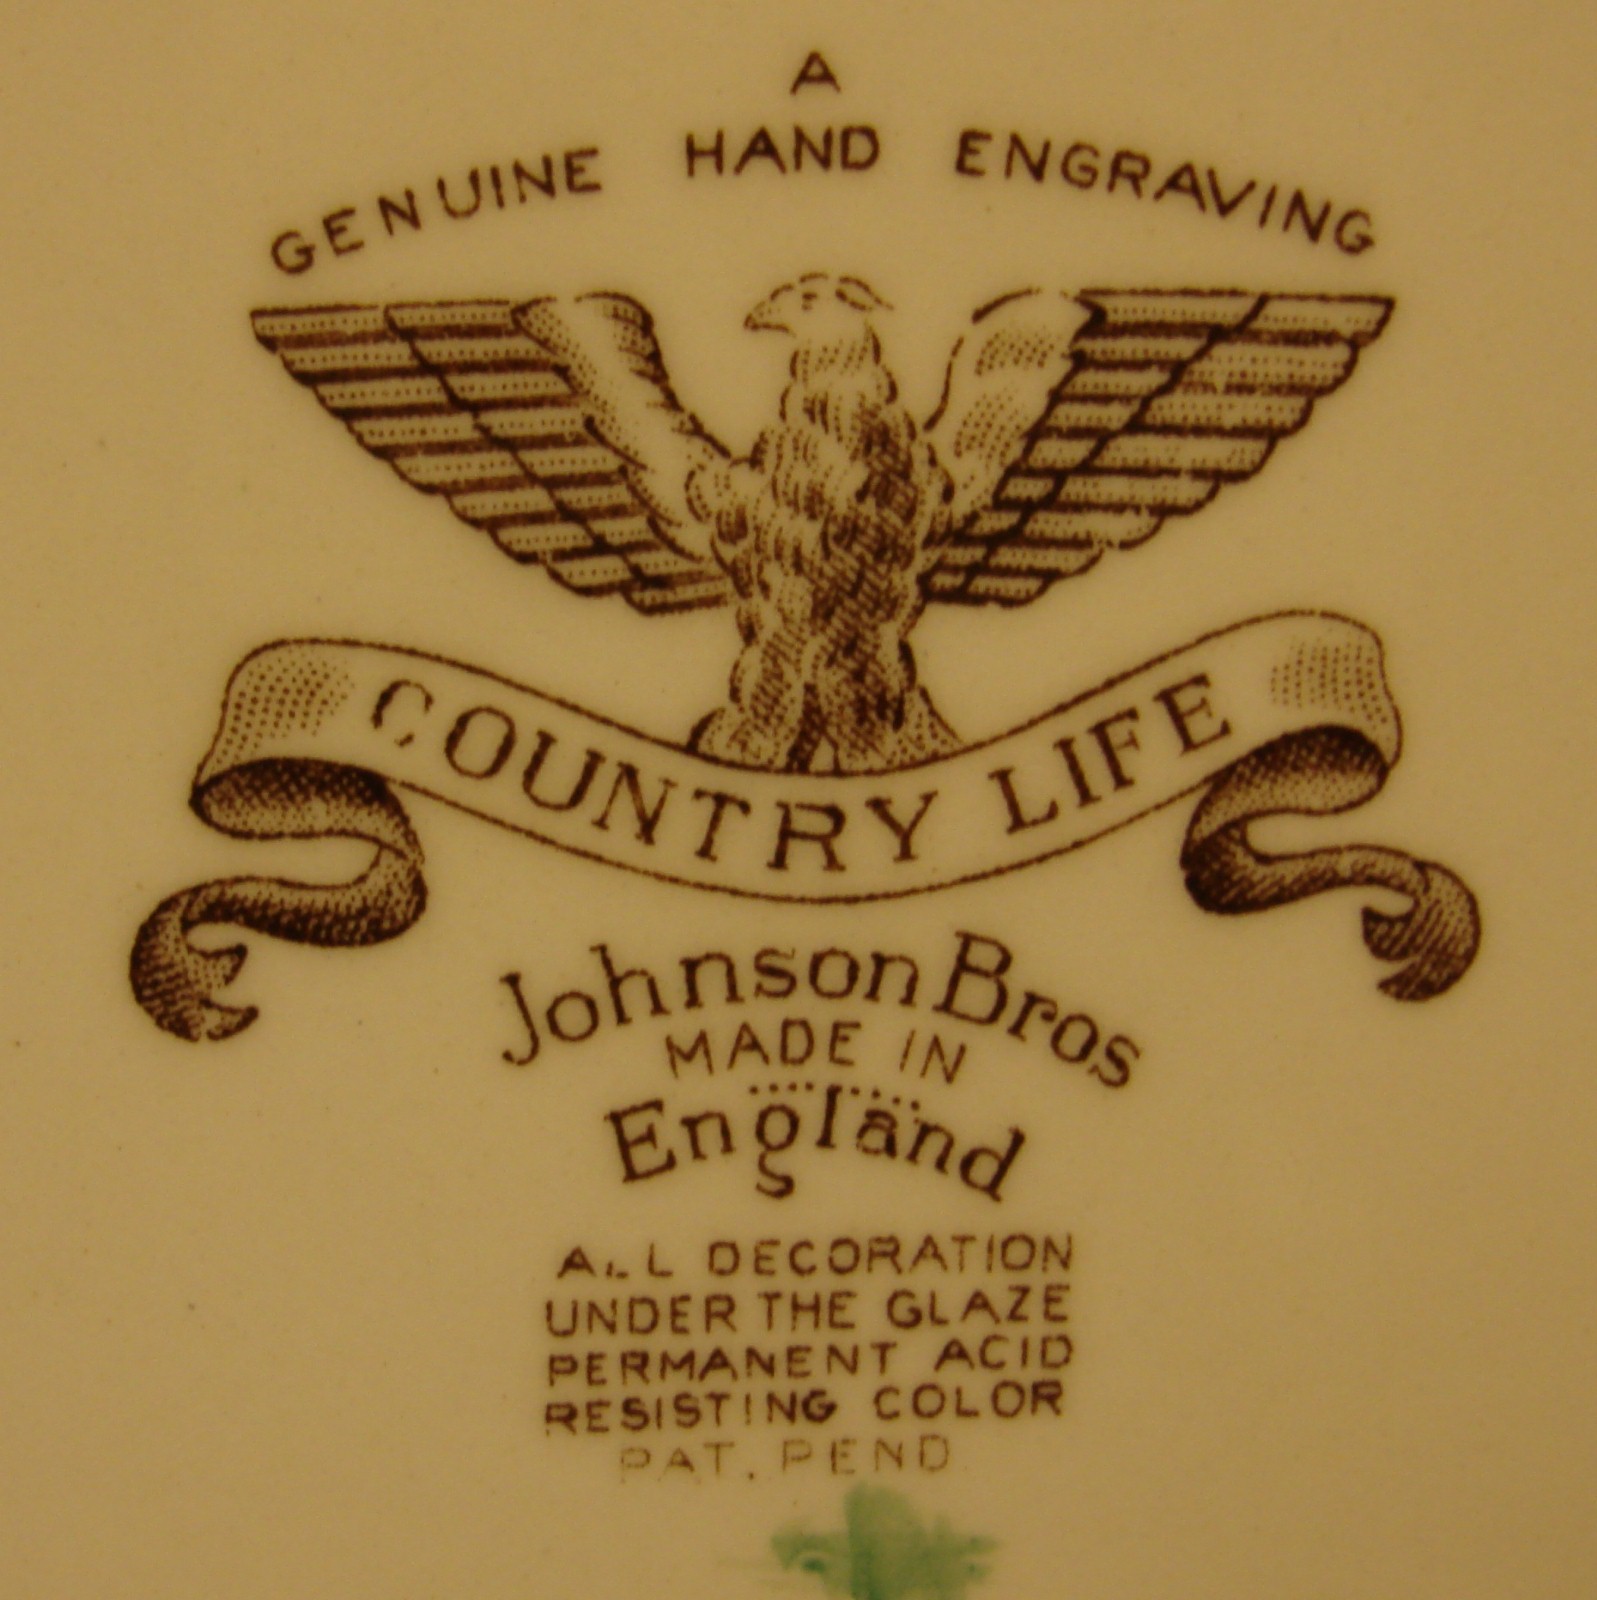 A
GENUINE HAND ENGRAVING
COUNTRY LIFE
Johnson Bros
MADE IN
England
ALL DECORATION
UNDER THE GLAZE
PERMANENT ACID
RESISTING COLOR
PAT. PEND